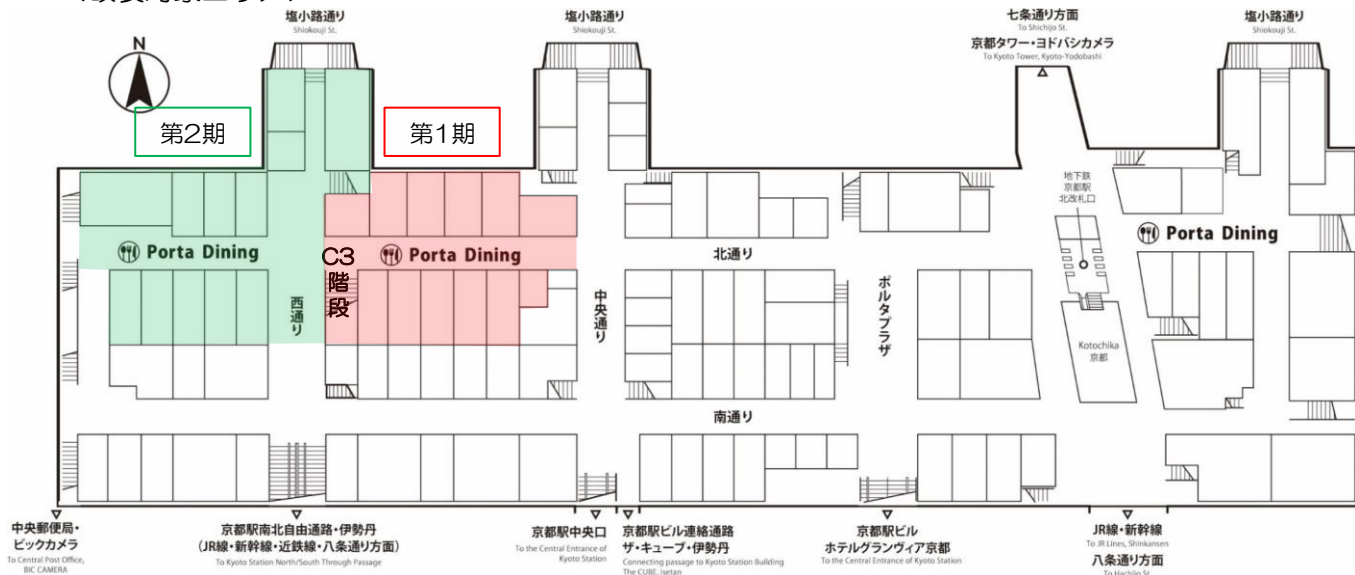 塩小路通り
Shiokouji St.
塩小路通り
Shiokouji St.
七条通り方面
To Shichijo St.
京都タワー・ヨドバシカメラ
To Kyoto Tower, Kyoto-Yodobashi
塩小路通り
Shiokouji St.
N
第2期
第1期
地下鉄
京都駅
北改札口
Porta Dining
C3
階
段
Porta Dining
北通り
Porta Dining
西通り
中央通り
ポルタプラザ
Kotochika
京都
南通り
中央郵便局・
ビックカメラ
To Central Post Office,
BIC CAMERA
京都駅南北自由通路・伊勢丹
(JR線・新幹線・近鉄線・八条通り方面)
To Kyoto Station North/South Through Passage
京都駅中央口
To the Central Entrance of
Kyoto Station
京都駅ビル連絡通路
ザ・キューブ・伊勢丹
Connecting passage to Kyoto Station Building
The CUBE, Isetan
京都駅ビル
ホテルグランヴィア京都
To the Central Entrance of Kyoto Station
JR線・新幹線
To JR Lines, Shinkansen
八条通り方面
To Hachijo St.